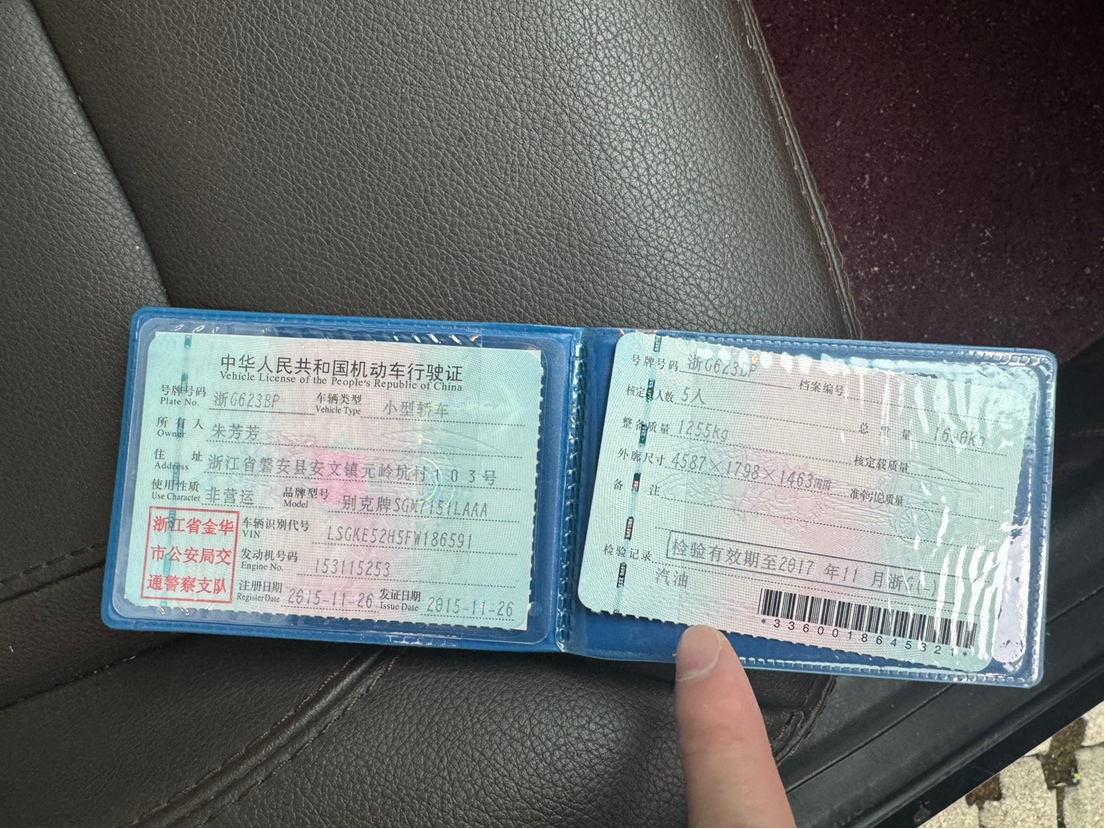 中华人民共和国机动车行驶证
Vehicle License of the People's Republic of China
号牌号码 浙G623BP 车辆类型 小型轿车
Plate No. Vehicle Type
所有人 朱芳芳
Owner
住址 浙江省磐安县安文镇元岭坑村103号
Address
使用性质 非营运 品牌型号 别克牌SGM7151LAAA
Use Character Model
浙江省金华
市公安局交
通警察支队
车辆识别代号 LSGKE52H5FW186591
VIN
发动机号码 153115253
Engine No.
注册日期 2015-11-26 发证日期 2015-11-26
Register Date Issue Date
号牌号码 浙G623BP 档案编号
核定载人数 5人 总质量
整备质量 1255kg 核定载质量
外廓尺寸 4587×1798×1463mm 准牵引总质量
备注
检验记录 检验有效期至2017年11月浙G(-)
汽油